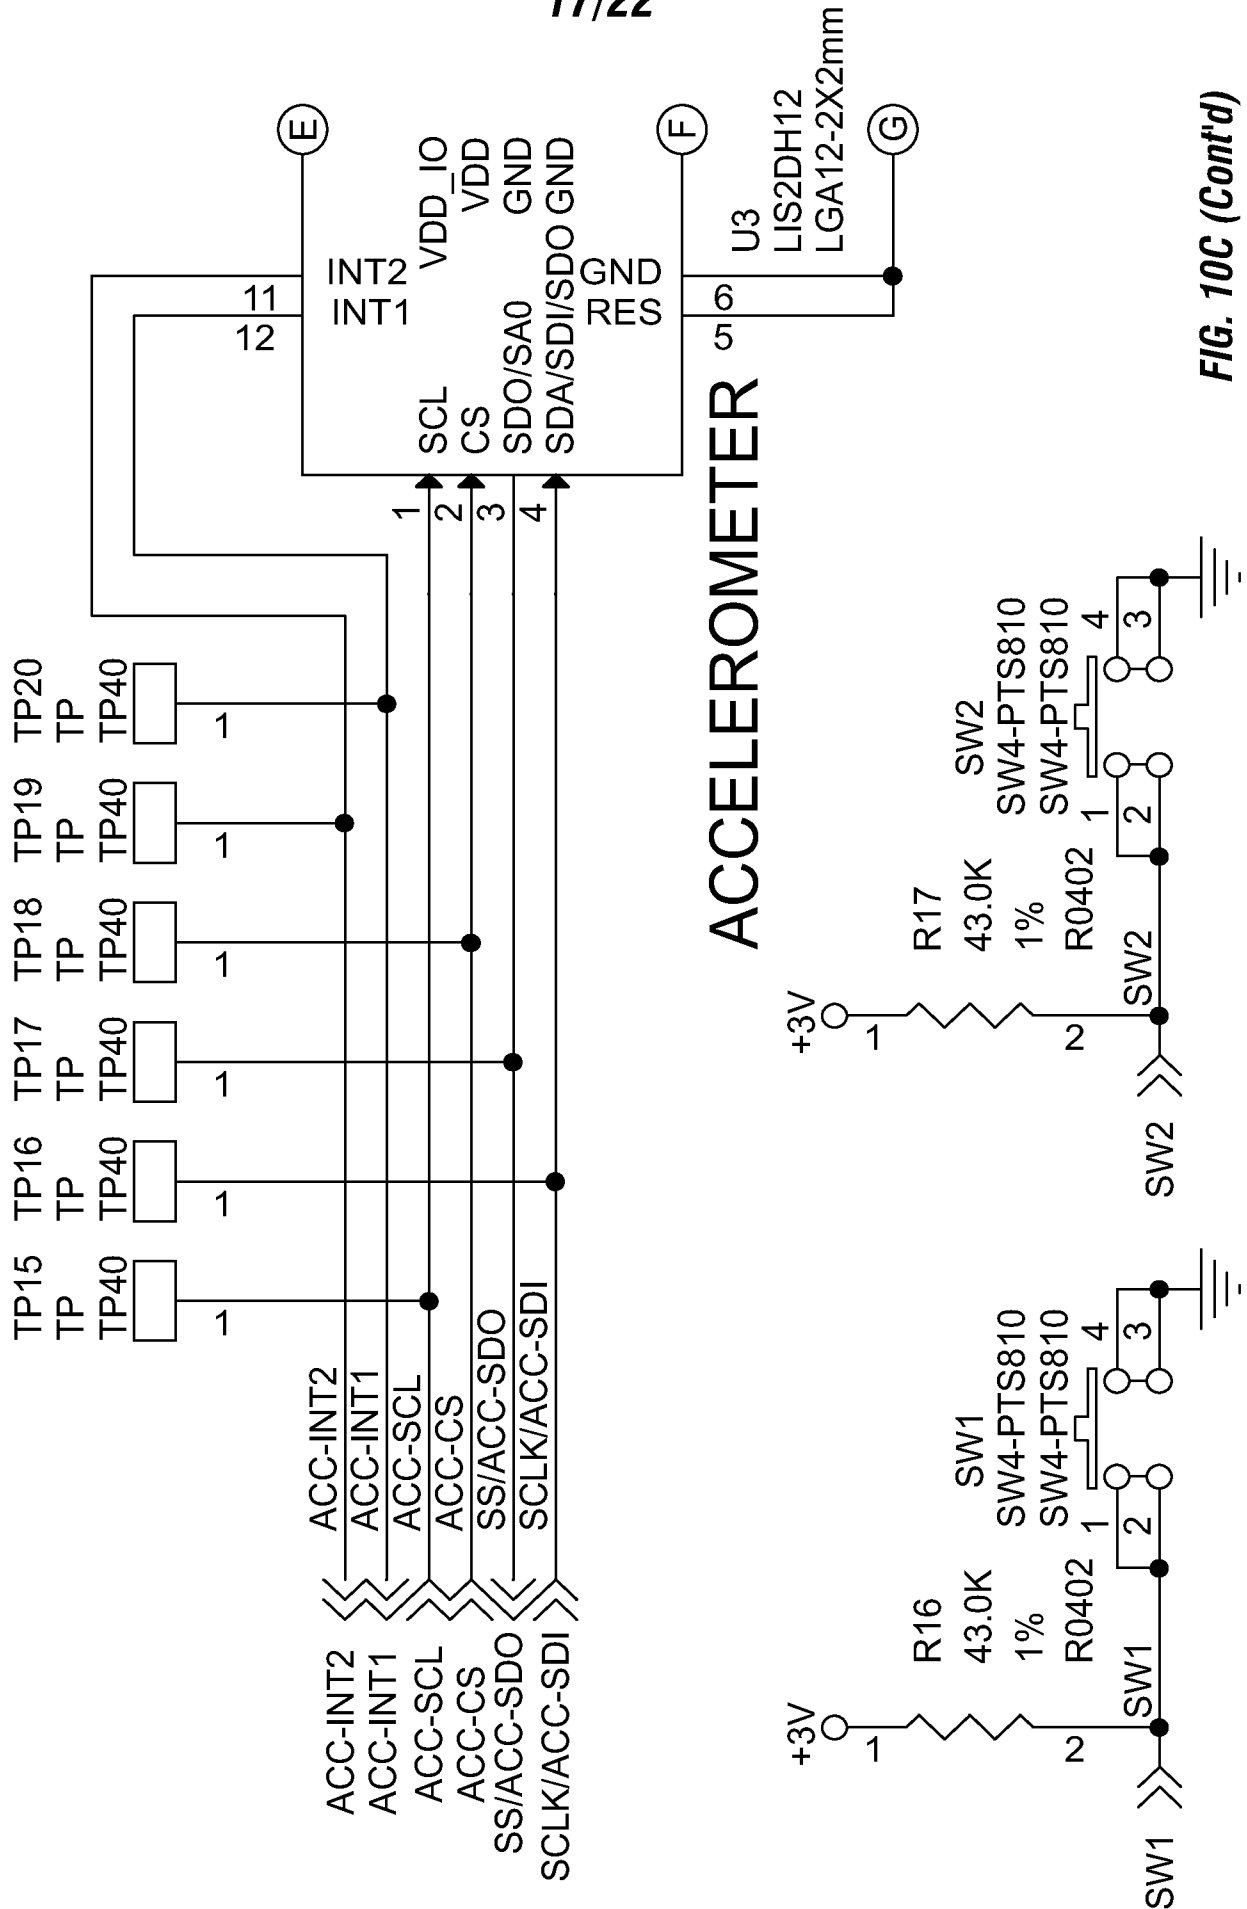 17/22
TP15
TP
TP40
1
TP16
TP
TP40
1
TP17
TP
TP40
1
TP18
TP
TP40
1
TP19
TP
TP40
1
TP20
TP
TP40
1
ACC-INT2
ACC-INT1
ACC-SCL
ACC-CS
SS/ACC-SDO
SCLK/ACC-SDI
ACC-INT2
ACC-INT1
ACC-SCL
ACC-CS
SS/ACC-SDO
SCLK/ACC-SDI
11
12
INT2
INT1
1
2
3
4
SCL
CS
SDO/SA0
SDA/SDI/SDO
VDD_IO
VDD
GND
GND
GND
RES
6
5
E
F
G
U3
LIS2DH12
LGA12-2X2mm
ACCELEROMETER
+3V
1
2
R16
43.0K
1%
R0402
SW1
SW1
SW1
SW4-PTS810
SW4-PTS810
1
2
4
3
+3V
1
2
R17
43.0K
1%
R0402
SW2
SW2
SW2
SW4-PTS810
SW4-PTS810
1
2
4
3
FIG. 10C (Cont'd)